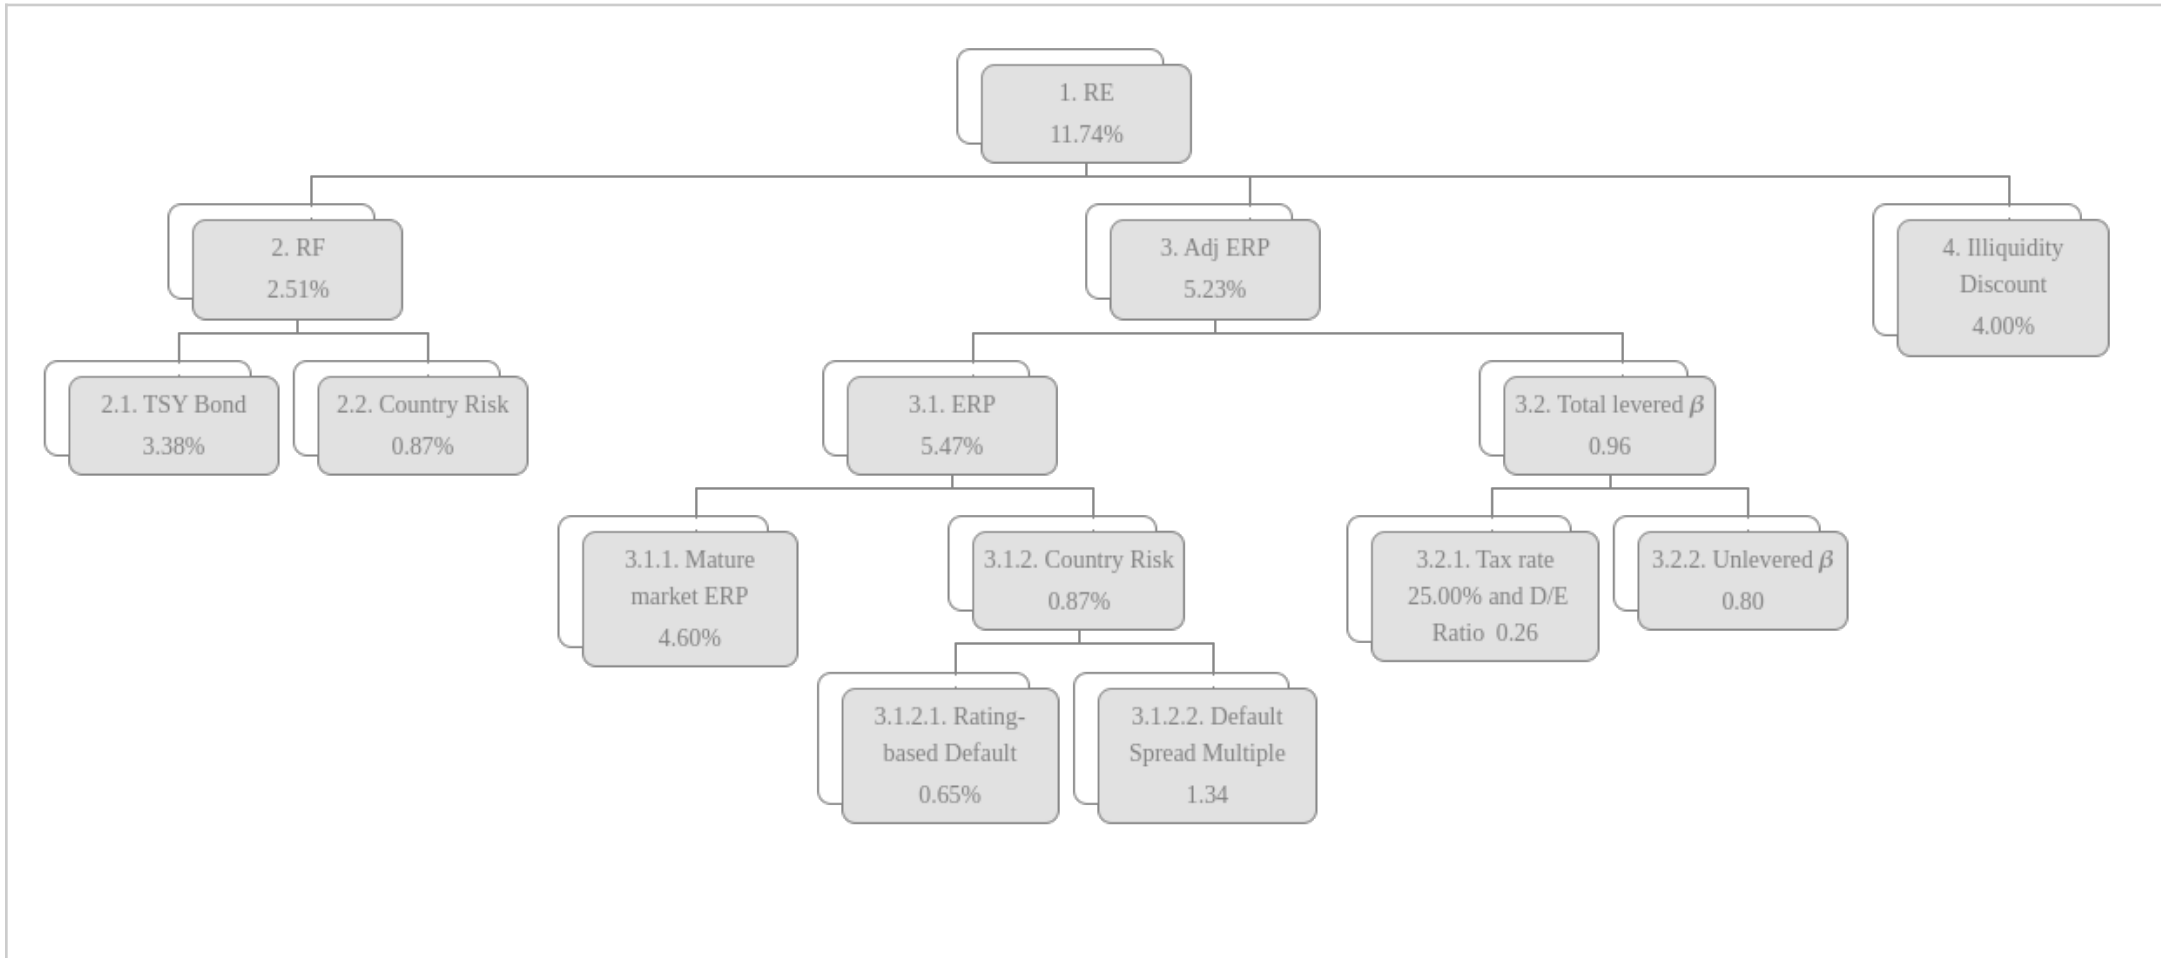 1. RE
11.74%
2. RF
2.51%
3. Adj ERP
5.23%
4. Illiquidity
Discount
4.00%
2.1. TSY Bond
3.38%
2.2. Country Risk
0.87%
3.1. ERP
5.47%
3.2. Total levered β
0.96
3.1.1. Mature
market ERP
4.60%
3.1.2. Country Risk
0.87%
3.2.1. Tax rate
25.00% and D/E
Ratio 0.26
3.2.2. Unlevered β
0.80
3.1.2.1. Rating-
based Default
0.65%
3.1.2.2. Default
Spread Multiple
1.34